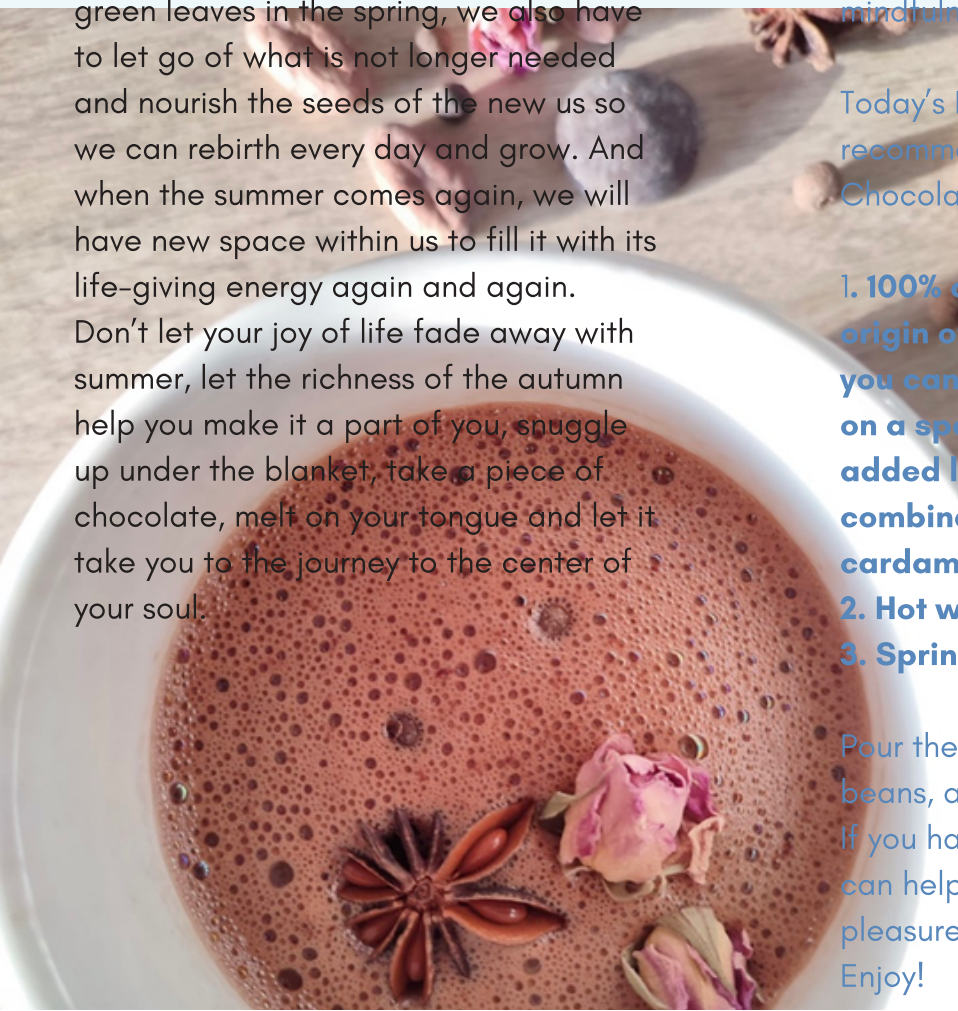 green leaves in the spring, we also have
to let go of what is not longer needed
and nourish the seeds of the new us so
we can rebirth every day and grow. And
when the summer comes again, we will
have new space within us to fill it with its
life-giving energy again and again.
Don't let your joy of life fade away with
summer, let the richness of the autumn
help you make it a part of you, snuggle
up under the blanket, take a piece of
chocolate, melt on your tongue and let it
take you to the journey to the center of
your soul.
Today's
1. 100%
origin
you can
on a
added
2. Hot
3.
Pour the
beans,
If you
can help
pleasure
Enjoy!